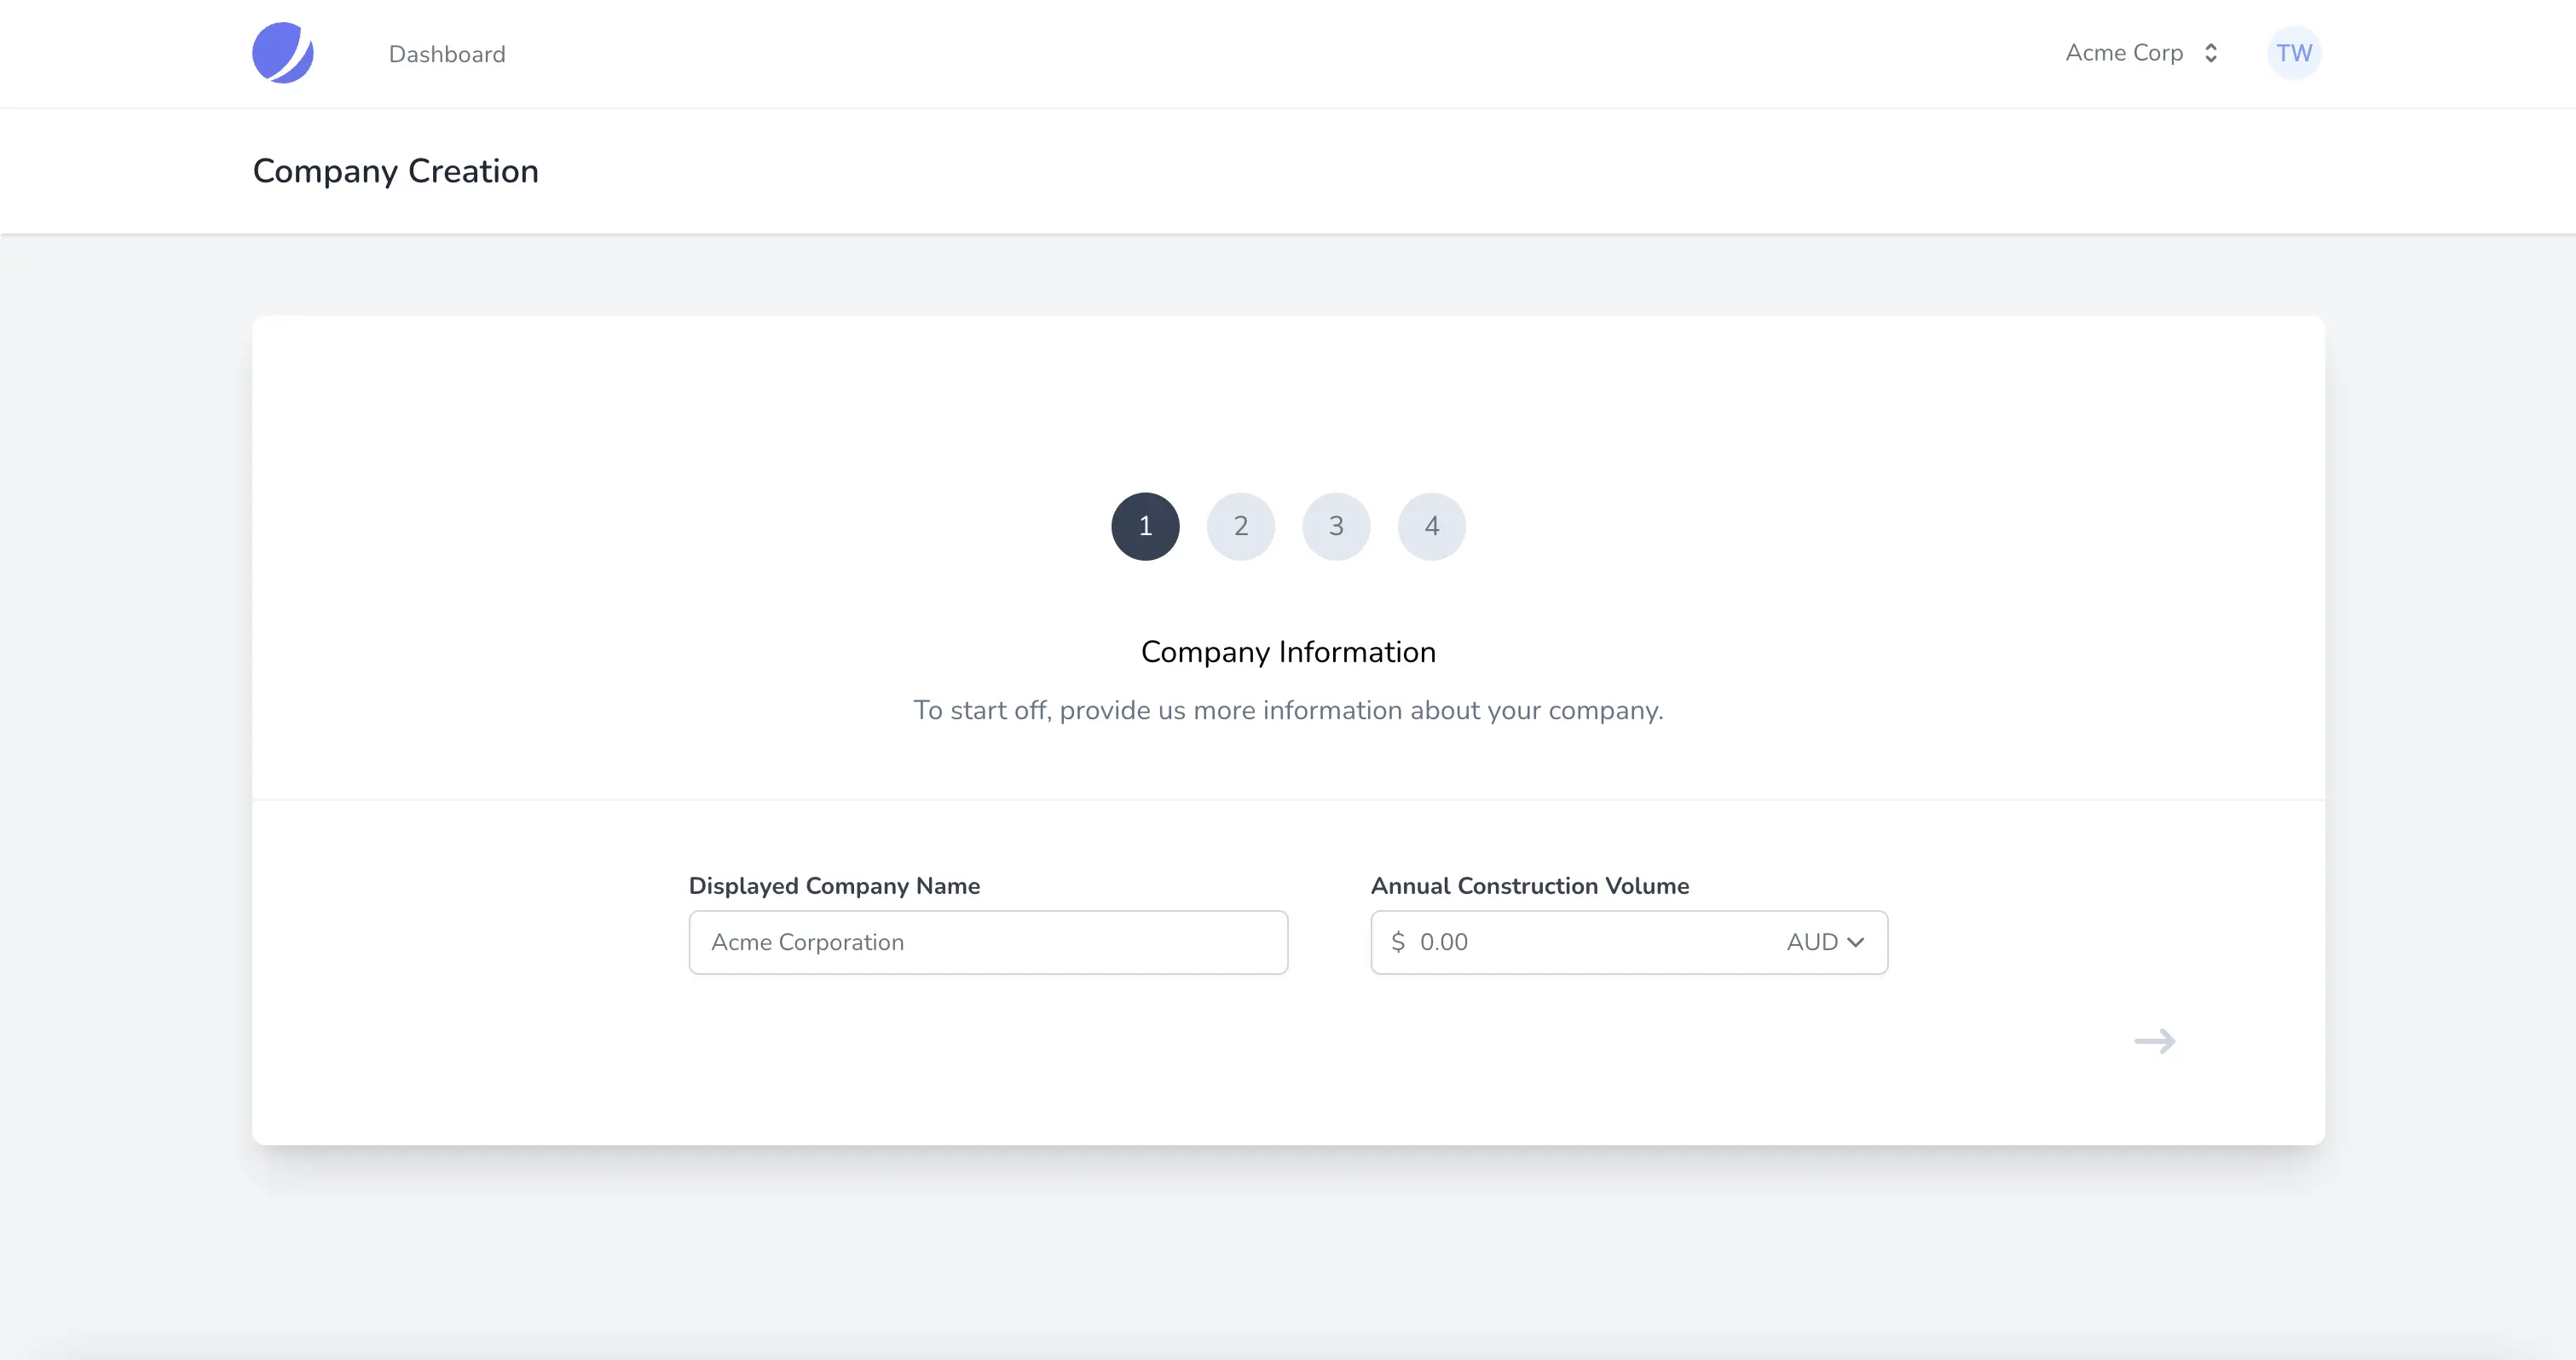 Dashboard
Acme Corp
TW
Company Creation
1 2 3 4
Company Information
To start off, provide us more information about your company.
Displayed Company Name
Acme Corporation
Annual Construction Volume
$ 0.00 AUD